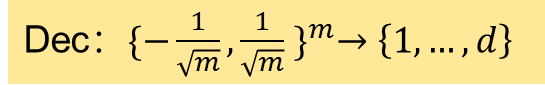 Dec: {−1/√m, 1/√m}^m → {1, ..., d}